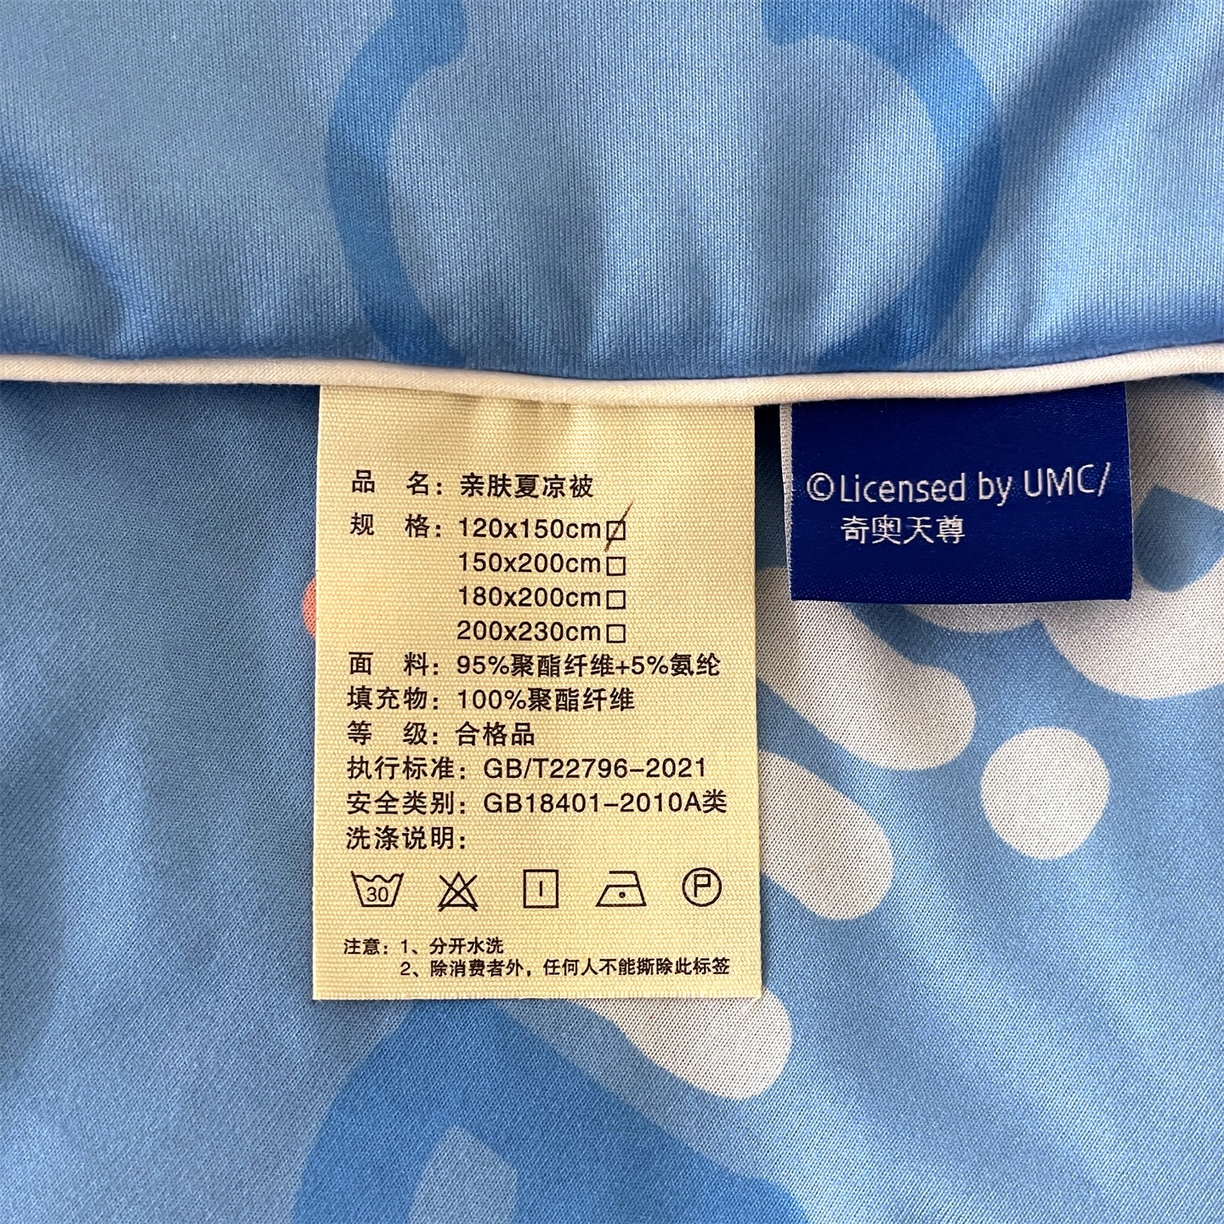 品 名：亲肤夏凉被
规 格：120x150cm☑
150x200cm□
180x200cm□
200x230cm□
面 料：95%聚酯纤维+5%氨纶
填充物：100%聚酯纤维
等 级：合格品
执行标准：GB/T22796-2021
安全类别：GB18401-2010A类
洗涤说明：
30 P
注意：1、分开水洗
2、除消费者外，任何人不能撕除此标签
©Licensed by UMC/
奇奥天尊